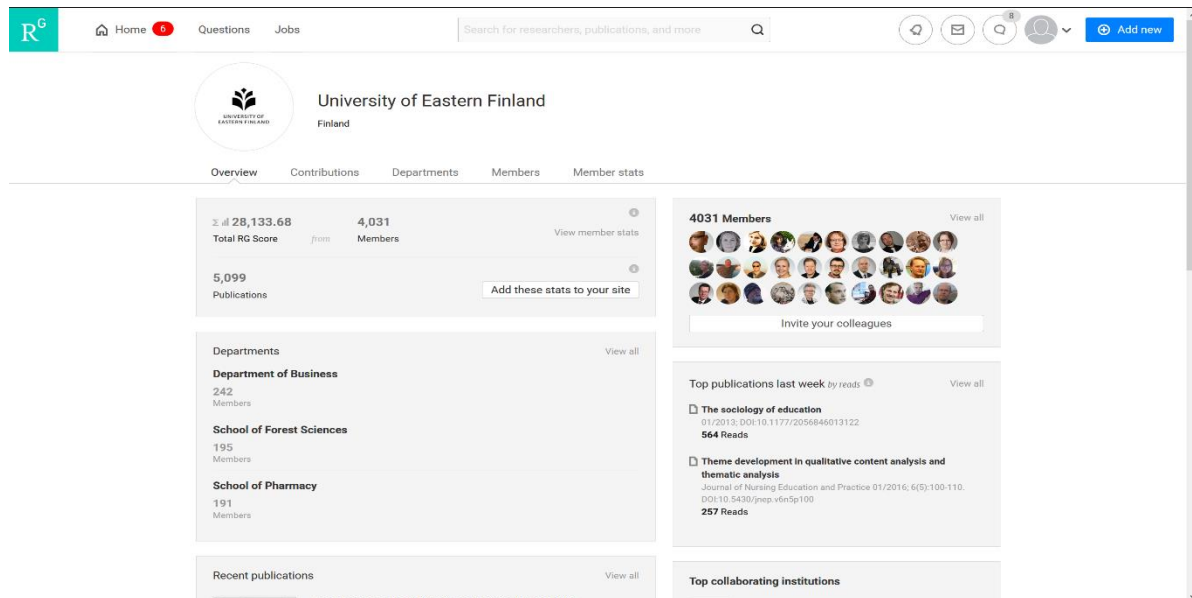 RG
Home 6 Questions Jobs Search for researchers, publications, and more 8 Add new
UNIVERSITY OF
EASTERN FINLAND
University of Eastern Finland
Finland
Overview Contributions Departments Members Member stats
Σ 28,133.68 4,031
Total RG Score from Members View member stats
5,099
Publications Add these stats to your site
Departments View all
Department of Business
242
Members
School of Forest Sciences
195
Members
School of Pharmacy
191
Members
Recent publications View all
4031 Members View all
Invite your colleagues
Top publications last week by reads View all
The sociology of education
01/2013; DOI:10.1177/2056846013122
564 Reads
Theme development in qualitative content analysis and
thematic analysis
Journal of Nursing Education and Practice 01/2016; 6(5):100-110.
DOI:10.5430/jnep.v6n5p100
257 Reads
Top collaborating institutions